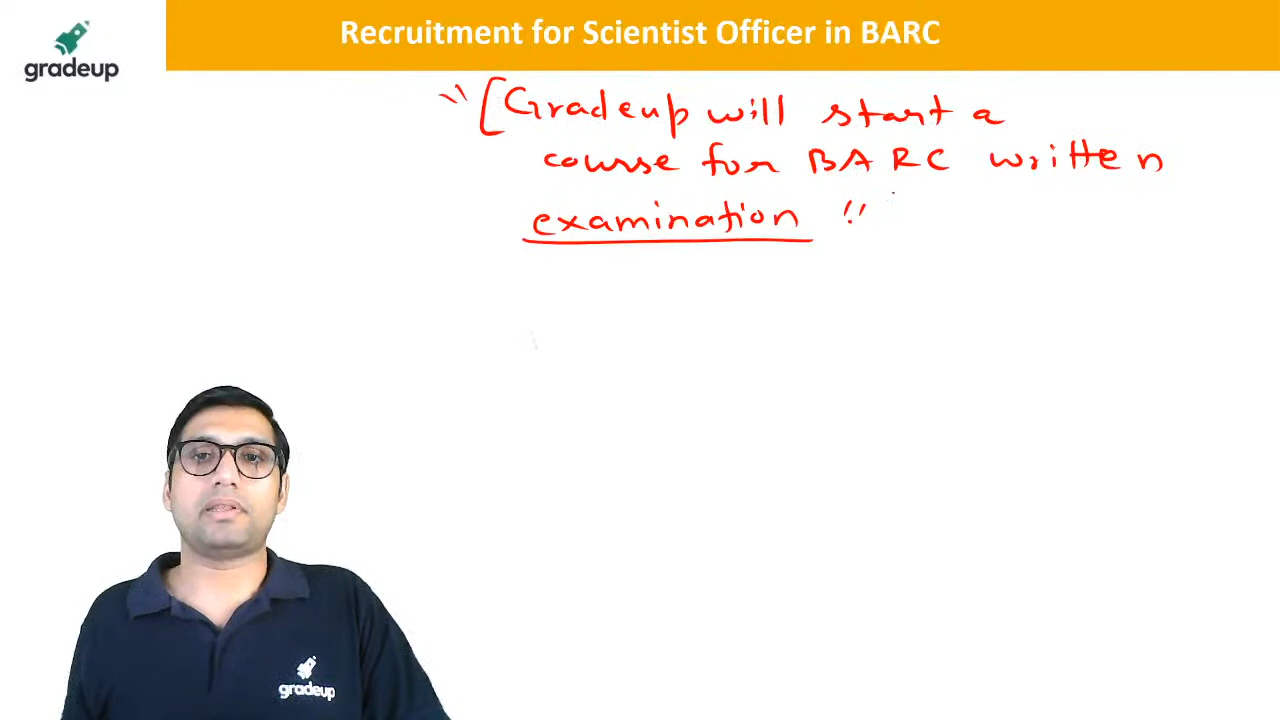 gradeup
Recruitment for Scientist Officer in BARC
"[Gradeup will start a
course for BARC written
examination !!
gradeup